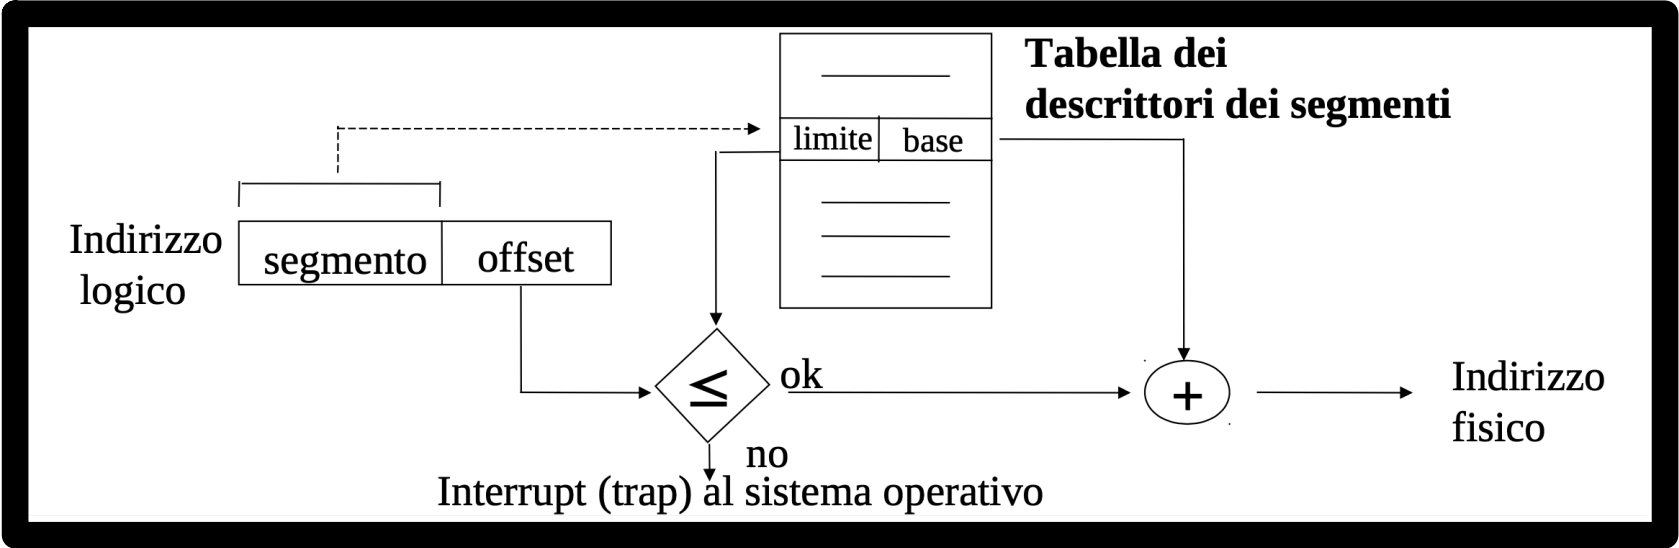 Tabella dei
descrittori dei segmenti
limite base
Indirizzo
logico
segmento offset
≤
ok
+
Indirizzo
fisico
no
Interrupt (trap) al sistema operativo